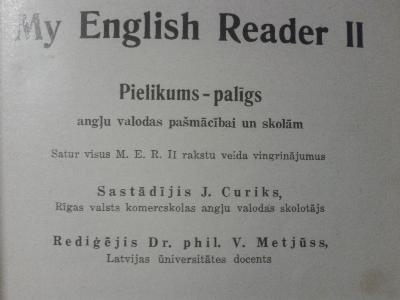 My English Reader II
Pielikums-palīgs
angļu valodas pašmācībai un skolām
Satur visus M. E. R. II rakstu veida vingrinājumus
Sastādījis J. Curiks,
Rīgas valsts komercskolas angļu valodas skolotājs
Rediģējis Dr. phil. V. Metjūss,
Latvijas ūniversitātes docents